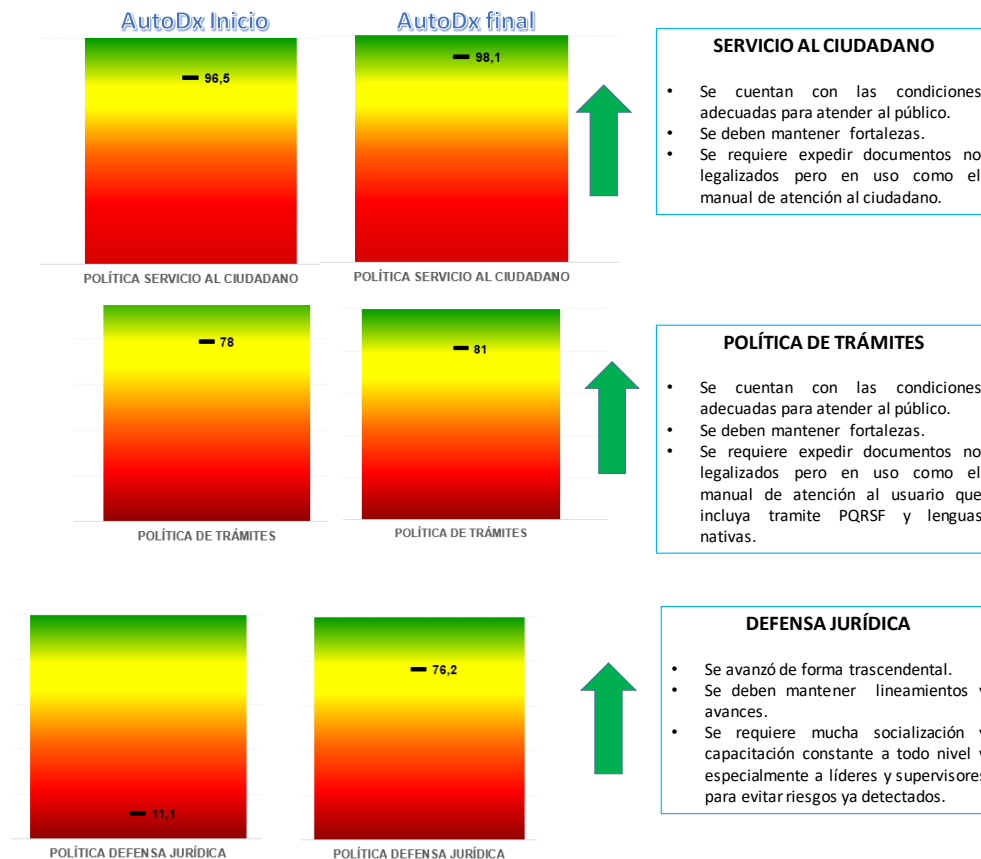 AutoDx Inicio
AutoDx final
96,5
98,1
POLÍTICA SERVICIO AL CIUDADANO
POLÍTICA SERVICIO AL CIUDADANO
SERVICIO AL CIUDADANO
• Se cuentan con las condiciones
adecuadas para atender al público.
• Se deben mantener fortalezas.
• Se requiere expedir documentos no
legalizados pero en uso como el
manual de atención al ciudadano.
78
81
POLÍTICA DE TRÁMITES
POLÍTICA DE TRÁMITES
POLÍTICA DE TRÁMITES
• Se cuentan con las condiciones
adecuadas para atender al público.
• Se deben mantener fortalezas.
• Se requiere expedir documentos no
legalizados pero en uso como el
manual de atención al usuario que
incluya tramite PQRSF y lenguas
nativas.
11,1
76,2
POLÍTICA DEFENSA JURÍDICA
POLÍTICA DEFENSA JURÍDICA
DEFENSA JURÍDICA
• Se avanzó de forma trascendental.
• Se deben mantener lineamientos y
avances.
• Se requiere mucha socialización y
capacitación constante a todo nivel y
especialmente a líderes y supervisores
para evitar riesgos ya detectados.